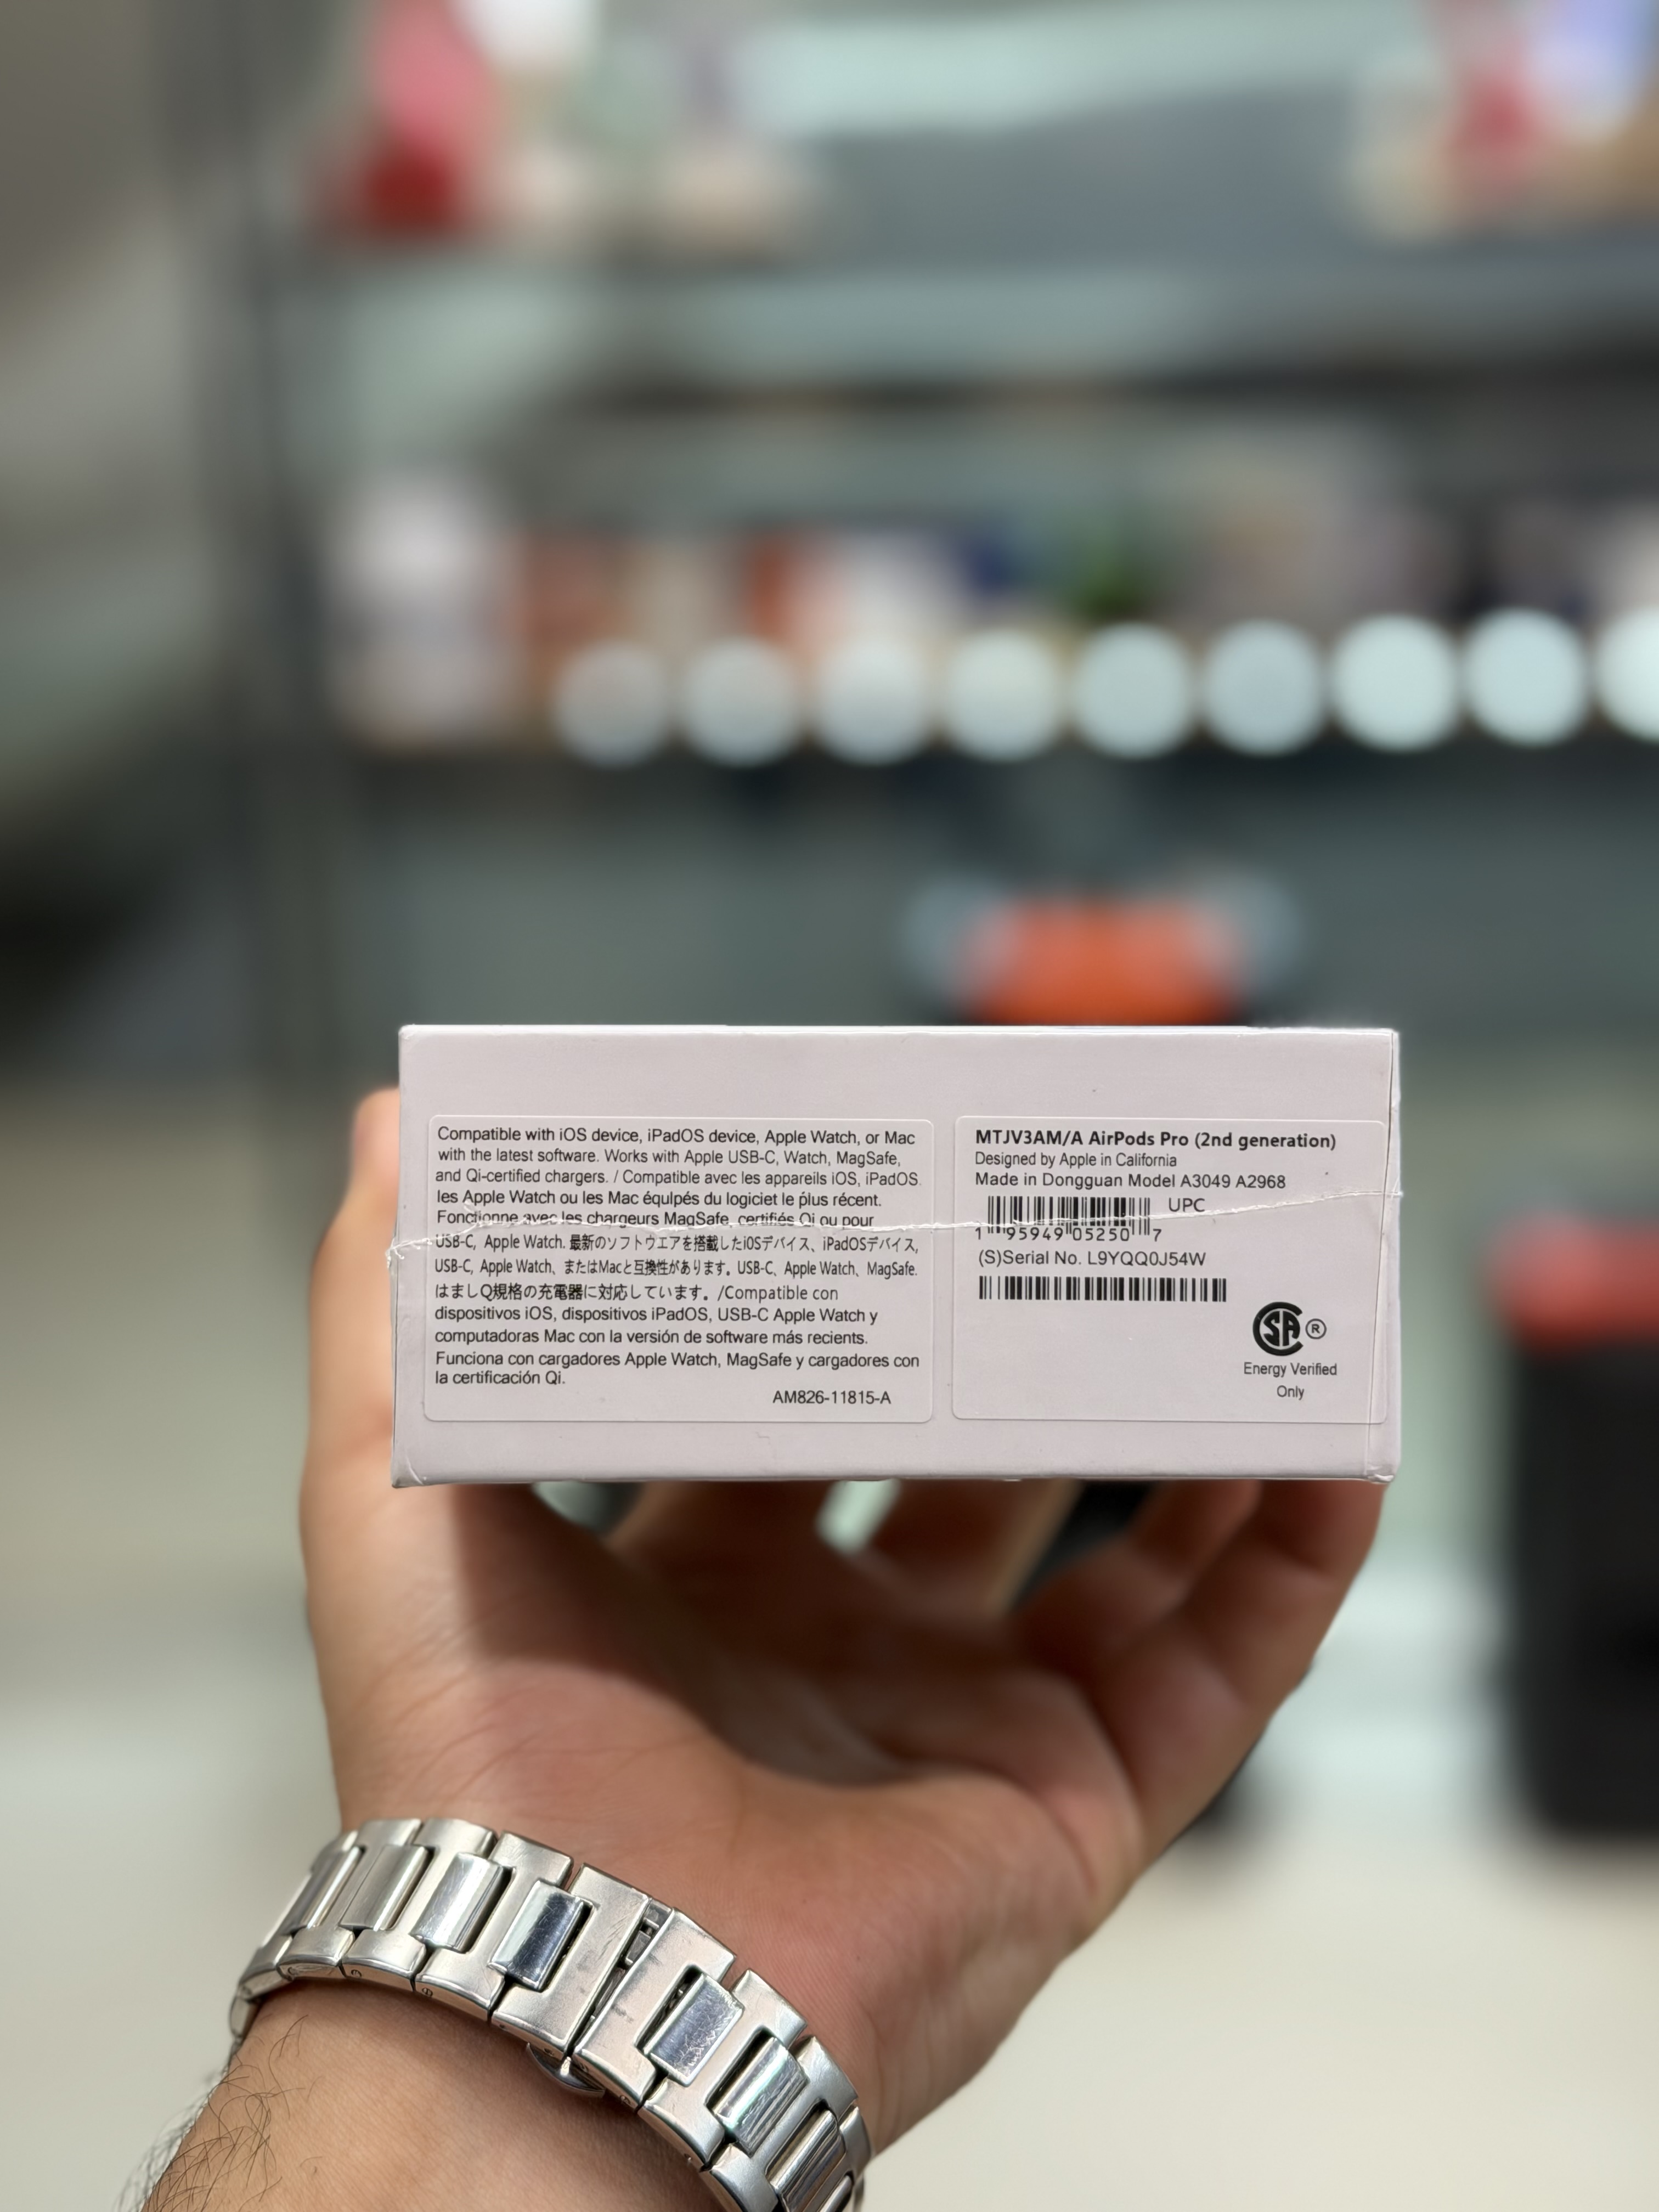 Compatible with iOS device, iPadOS device, Apple Watch, or Mac
with the latest software. Works with Apple USB-C, Watch, MagSafe,
and Qi-certified chargers. / Compatible avec les appareils iOS, iPadOS.
les Apple Watch ou les Mac équlpés du logiciet le plus récent.
Fonctionne avec les chargeurs MagSafe, certifiés Qi ou pour
USB-C, Apple Watch. 最新のソフトウエアを搭載したiOSデバイス、iPadOSデバイス,
USB-C, Apple Watch、またはMacと互換性があります。USB-C、Apple Watch、MagSafe.
はましQ規格の充電器に対応しています。/Compatible con
dispositivos iOS, dispositivos iPadOS, USB-C Apple Watch y
computadoras Mac con la versión de software más recients.
Funciona con cargadores Apple Watch, MagSafe y cargadores con
la certificación Qi.
AM826-11815-A
MTJV3AM/A AirPods Pro (2nd generation)
Designed by Apple in California
Made in Dongguan Model A3049 A2968
UPC
1 95949 05250 7
(S)Serial No. L9YQQ0J54W
SA ®
Energy Verified
Only